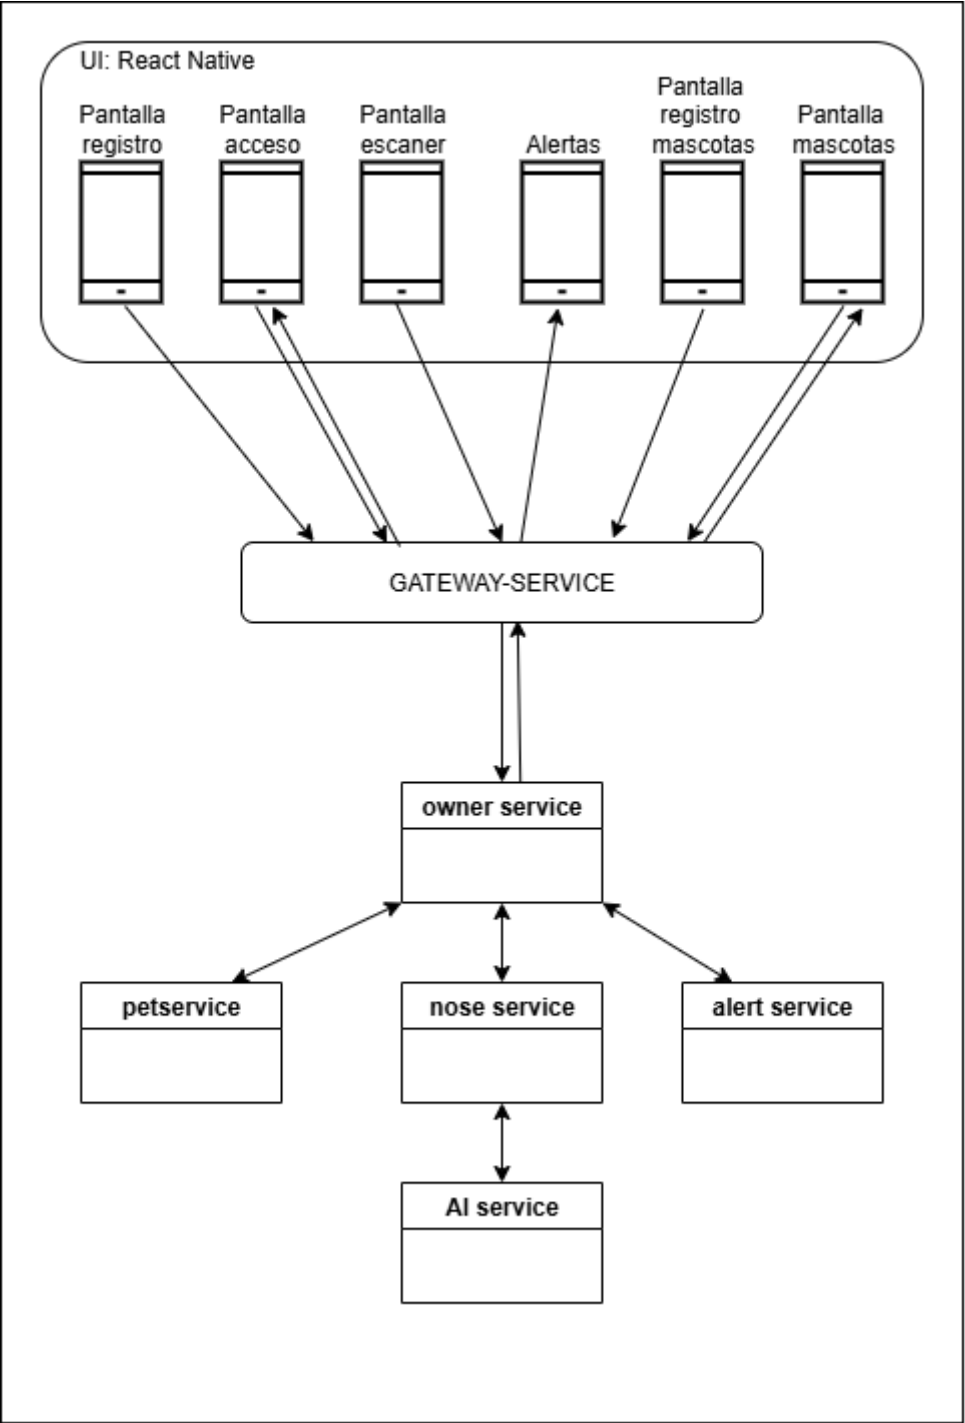 UI: React Native
Pantalla
registro
Pantalla
acceso
Pantalla
escaner
Alertas
Pantalla
registro
mascotas
Pantalla
mascotas
GATEWAY-SERVICE
owner service
petservice
nose service
alert service
AI service